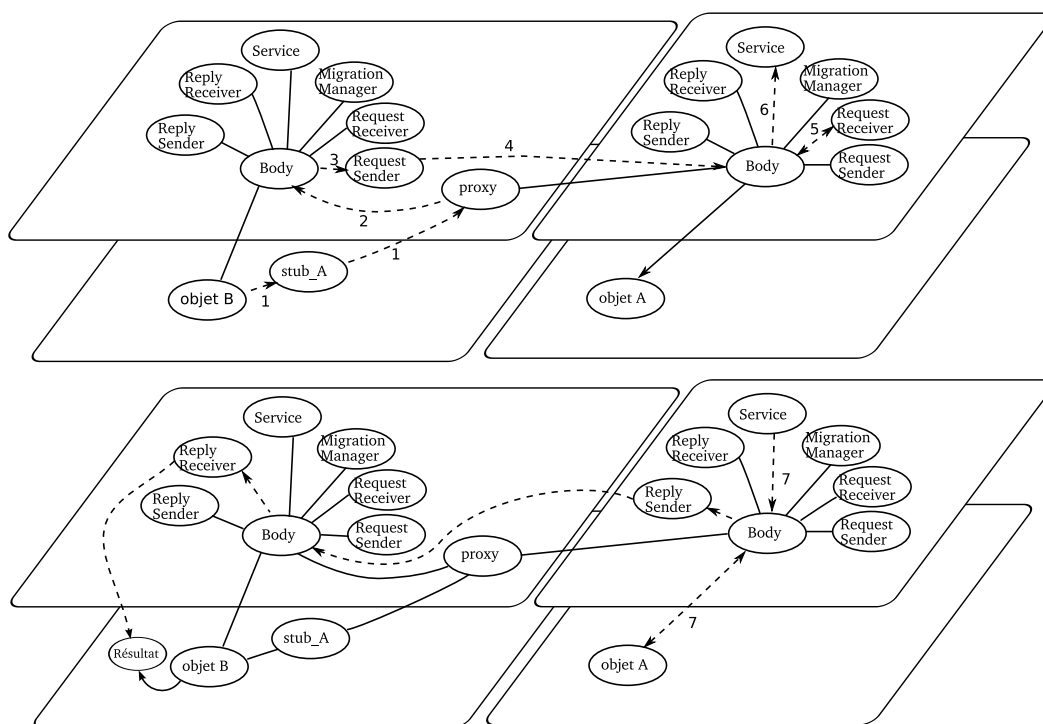 Service
Reply
Receiver
Migration
Manager
Request
Receiver
Reply
Sender
Body
3
Request
Sender
4
proxy
2
1
stub_A
objet B
1
Service
Reply
Receiver
6
Migration
Manager
5
Request
Receiver
Reply
Sender
Body
Request
Sender
objet A
Service
Reply
Receiver
Migration
Manager
Request
Receiver
Reply
Sender
Body
Request
Sender
proxy
stub_A
Résultat
objet B
Service
Reply
Receiver
7
Migration
Manager
Request
Receiver
Reply
Sender
Body
Request
Sender
7
objet A